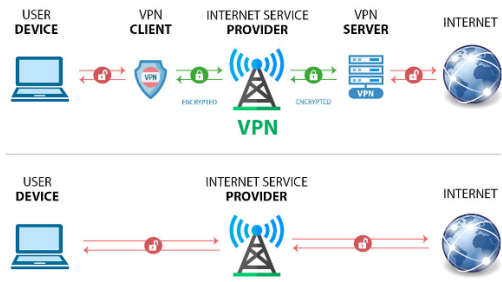 USER
DEVICE
VPN
CLIENT
INTERNET SERVICE
PROVIDER
VPN
SERVER
INTERNET
VPN
ENCRYPTED
ENCRYPTED
VPN
VPN
USER
DEVICE
INTERNET SERVICE
PROVIDER
INTERNET